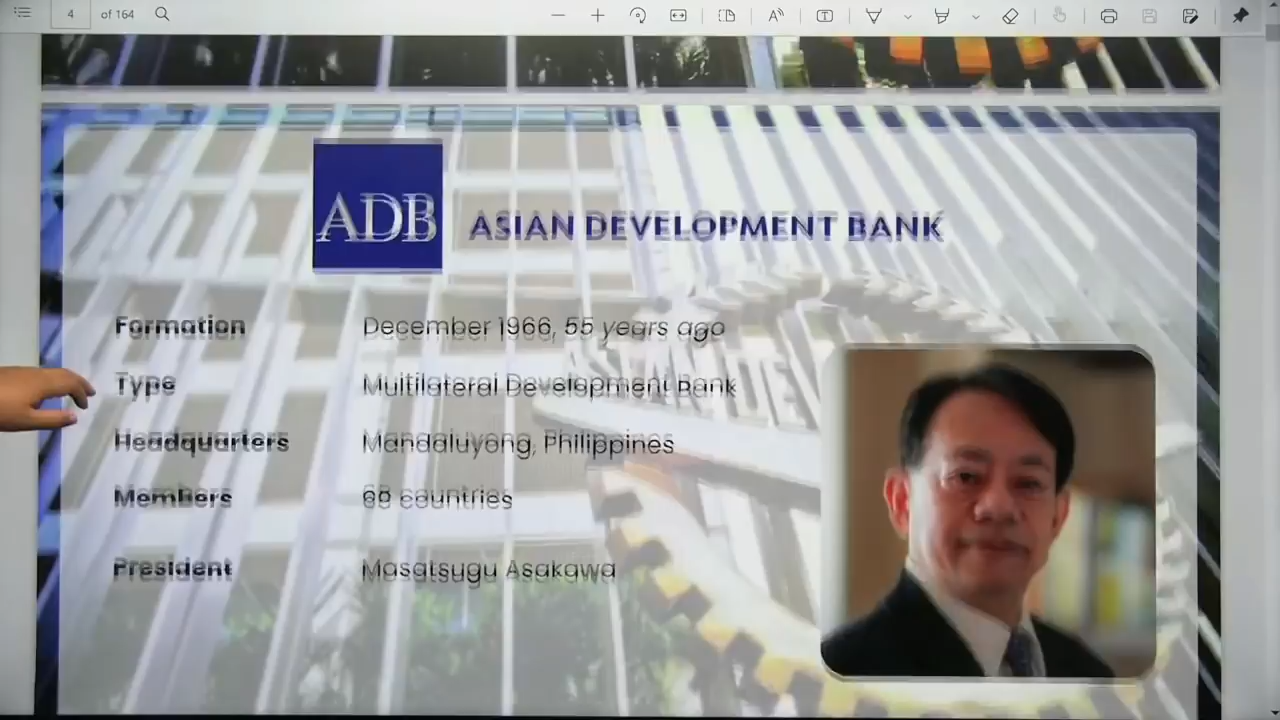 4 of 164
ADB ASIAN DEVELOPMENT BANK
Formation December 1966, 55 years ago
Type Multilateral Development Bank
Headquarters Mandaluyong, Philippines
Members 68 countries
President Masatsugu Asakawa